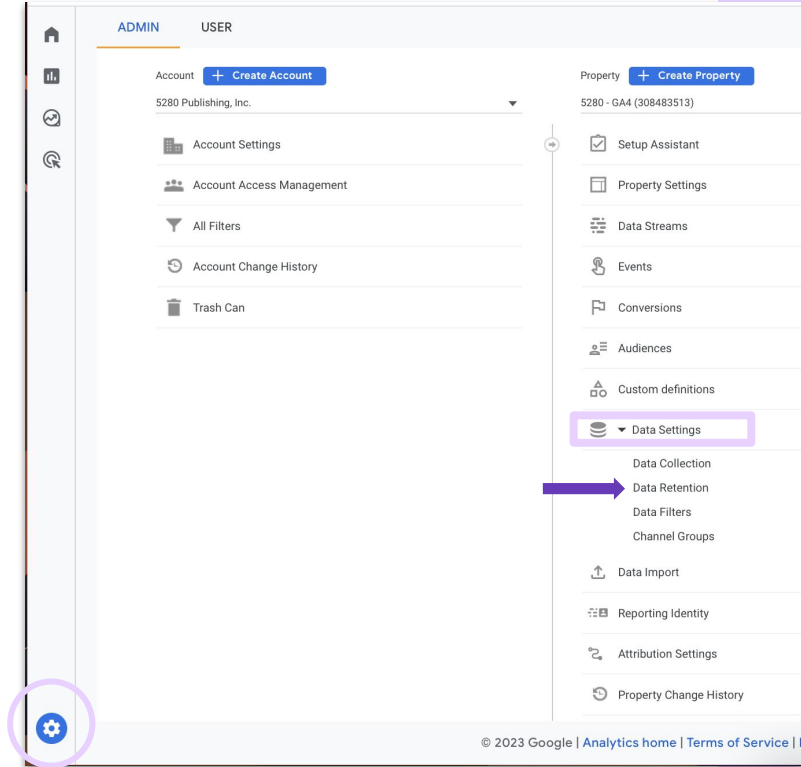 ADMIN USER
Account + Create Account
5280 Publishing, Inc.
Account Settings
Account Access Management
All Filters
Account Change History
Trash Can
Property + Create Property
5280 - GA4 (308483513)
Setup Assistant
Property Settings
Data Streams
Events
Conversions
Audiences
Custom definitions
Data Settings
Data Collection
Data Retention
Data Filters
Channel Groups
Data Import
Reporting Identity
Attribution Settings
Property Change History
© 2023 Google | Analytics home | Terms of Service |